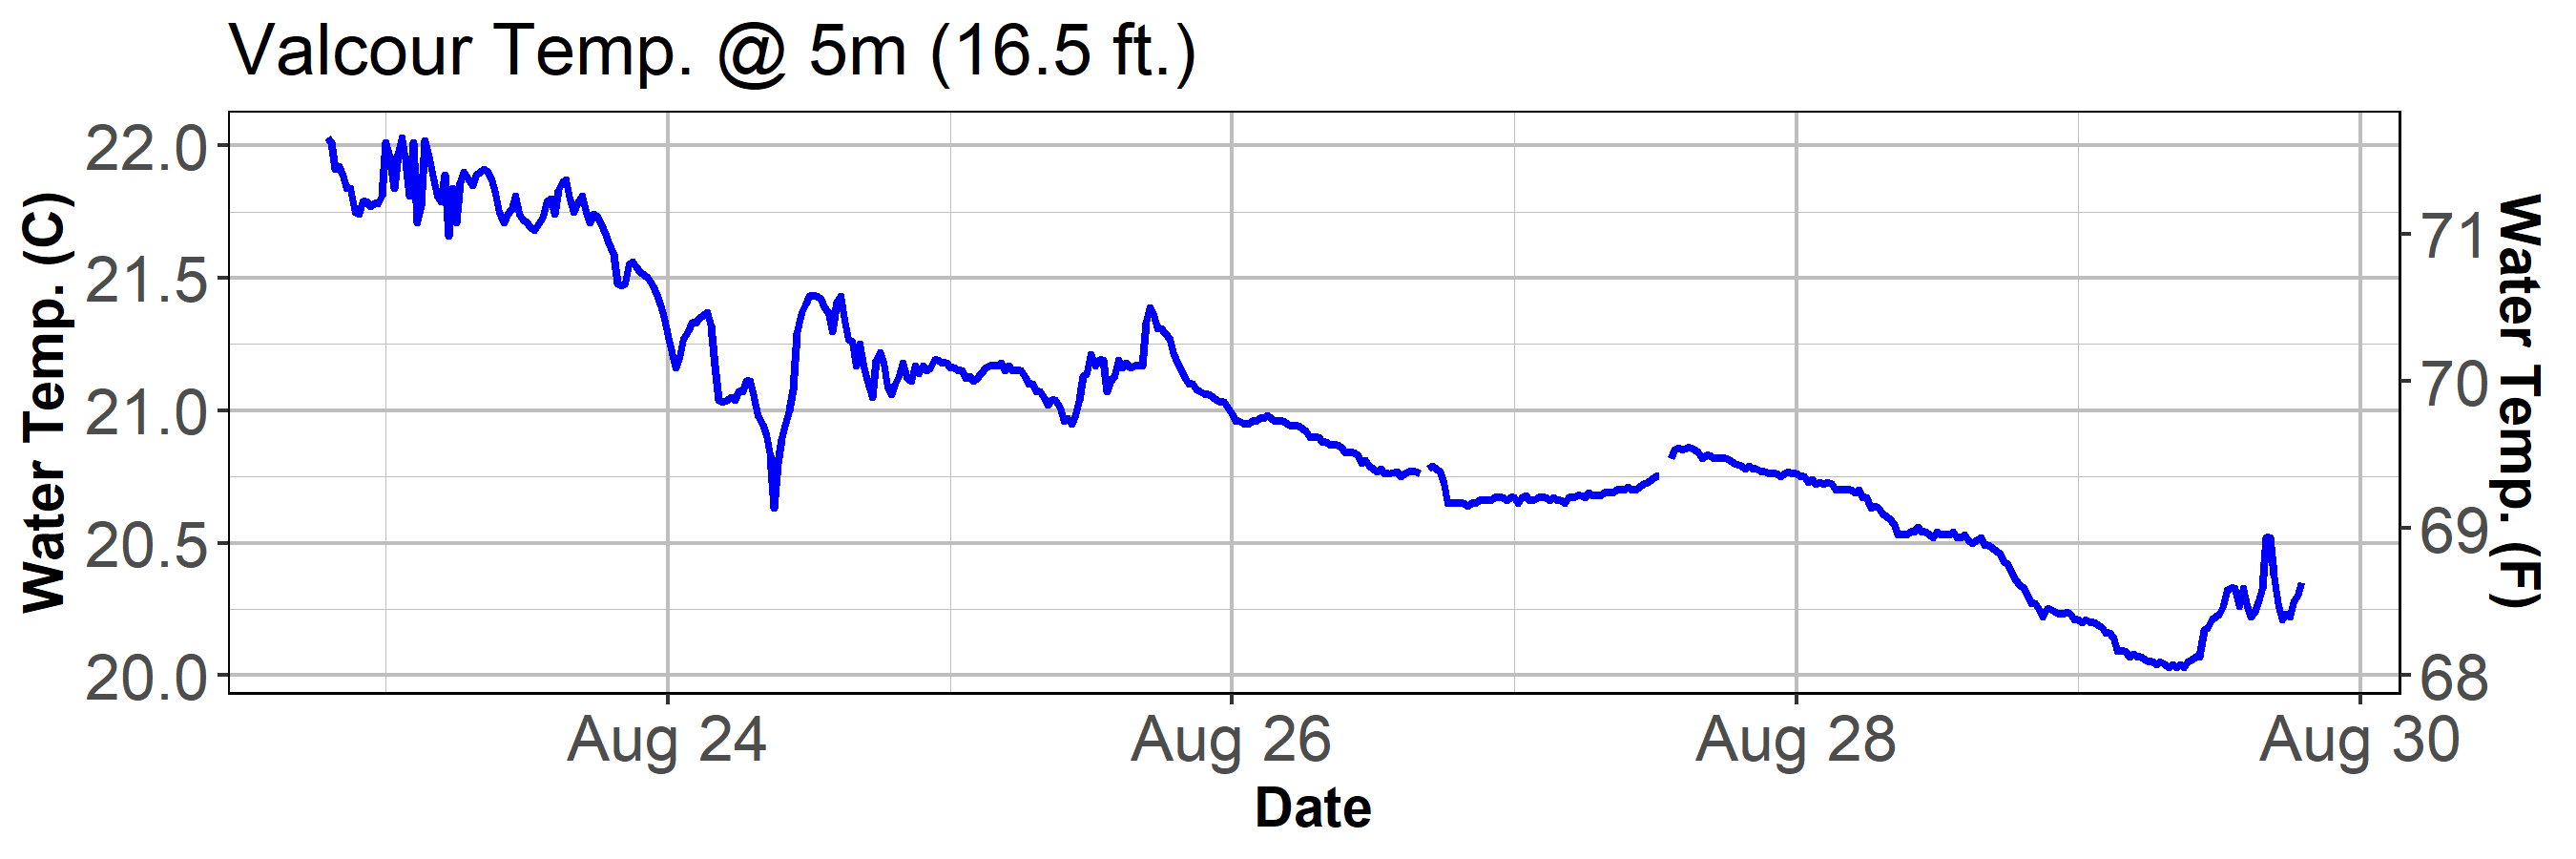 Valcour Temp. @ 5m (16.5 ft.)
Water Temp. (C)
22.0
21.5
21.0
20.5
20.0
71
70
69
68
Water Temp. (F)
Aug 24 Aug 26 Aug 28 Aug 30
Date